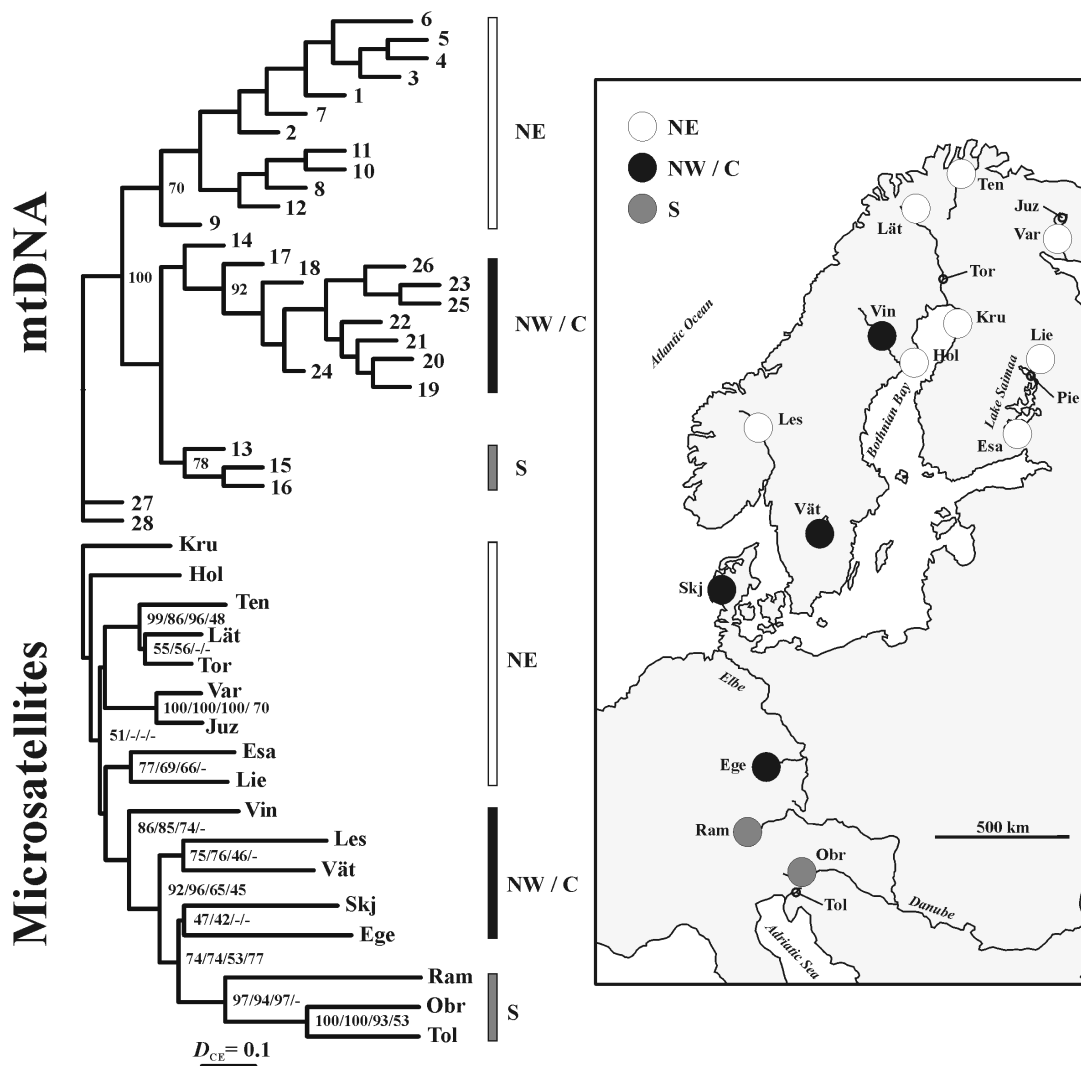 mtDNA
6
5
4
3
1
7
2
11
10
8
12
9
70
NE
100
14
17
18
92
26
23
25
22
21
20
19
24
NW / C
13
15
16
78
S
27
28
Microsatellites
Kru
Hol
Ten
99/86/96/48
Lät
55/56/-/-
Tor
Var
100/100/100/ 70
Juz
51/-/-/-
Esa
77/69/66/-
Lie
NE
Vin
86/85/74/-
Les
75/76/46/-
Vät
92/96/65/45
Skj
47/42/-/-
Ege
74/74/53/77
NW / C
Ram
97/94/97/-
Obr
100/100/93/53
Tol
S
DCE= 0.1
NE
NW / C
S
Ten
Juz
Lät
Var
Tor
Atlantic Ocean
Vin
Kru
Hol
Lie
Lake Saimaa
Pie
Bothnian Bay
Les
Esa
Vät
Skj
Elbe
Ege
Ram
500 km
Obr
Tol
Danube
Adriatic Sea